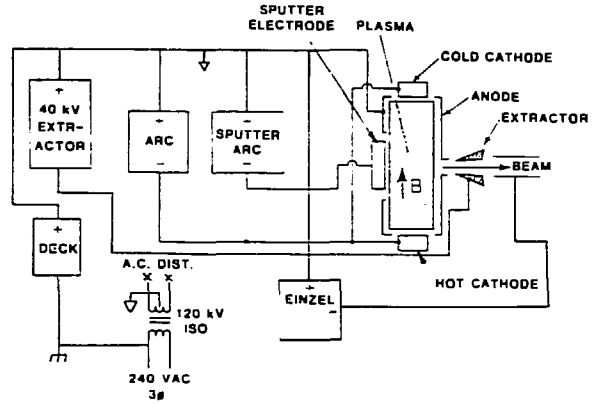 SPUTTER
ELECTRODE
PLASMA
COLD CATHODE
ANODE
EXTRACTOR
BEAM
+
40 kV
EXTR-
ACTOR
−
+
ARC
−
+
SPUTTER
ARC
−
B
+
DECK
−
A.C. DIST.
120 kV
ISO
240 VAC
3ø
+
EINZEL
−
HOT CATHODE